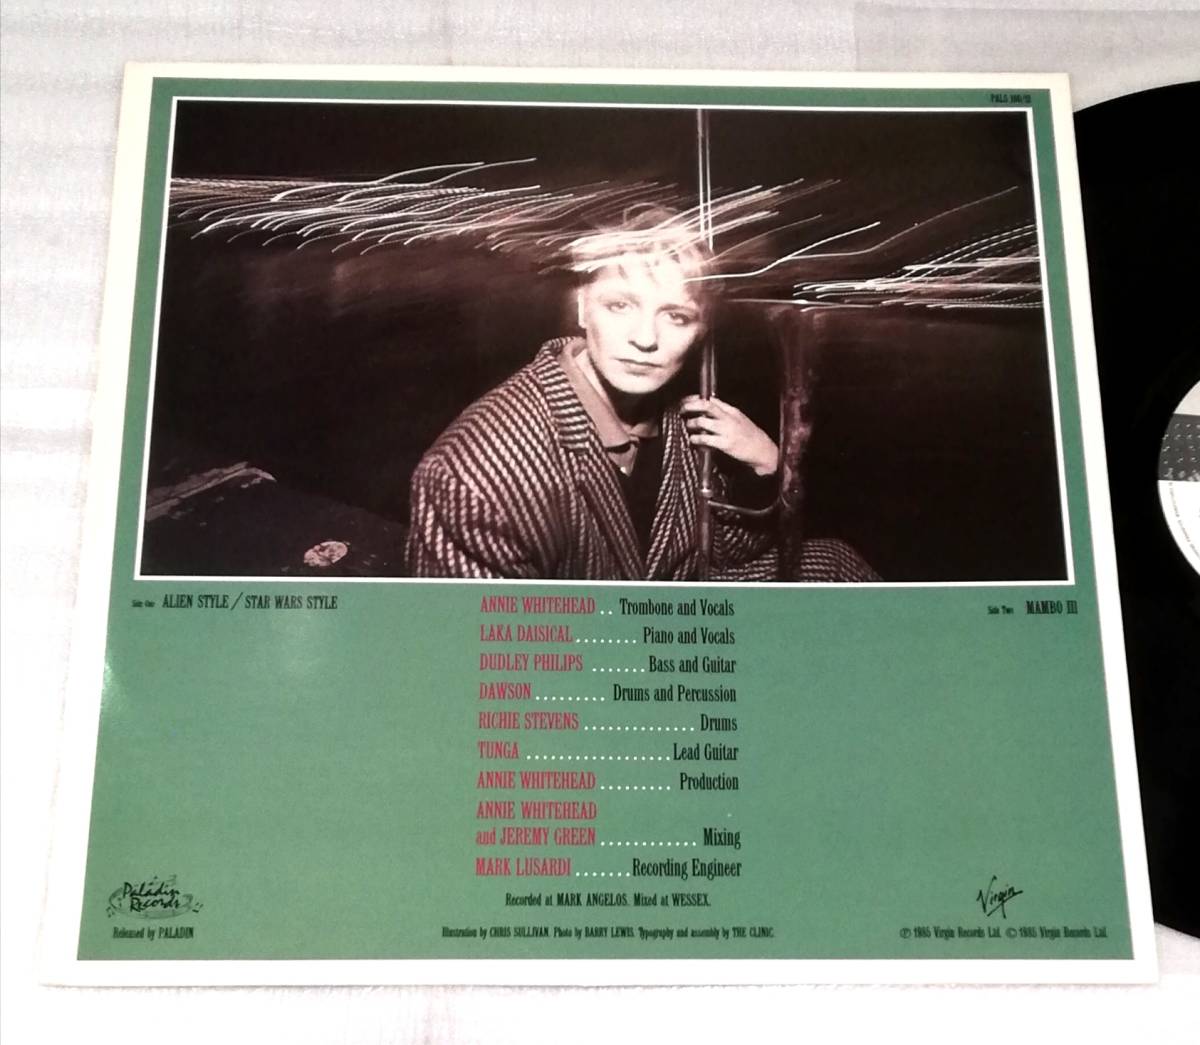 Side One ALIEN STYLE / STAR WARS STYLE
Side Two MAMBO III
ANNIE WHITEHEAD .. Trombone and Vocals
LAKA DAISICAL ........ Piano and Vocals
DUDLEY PHILIPS ....... Bass and Guitar
DAWSON ......... Drums and Percussion
RICHIE STEVENS .............. Drums
TUNGA .................. Lead Guitar
ANNIE WHITEHEAD ......... Production
ANNIE WHITEHEAD
and JEREMY GREEN ............ Mixing
MARK LUSARDI ....... Recording Engineer
Recorded at MARK ANGELOS. Mixed at WESSEX.
Paladin
Records
Released by PALADIN
Illustration by CHRIS SULLIVAN. Photo by BARRY LEWIS. Typography and assembly by THE CLINIC.
Virgin
℗ 1985 Virgin Records Ltd. © 1985 Virgin Records Ltd.